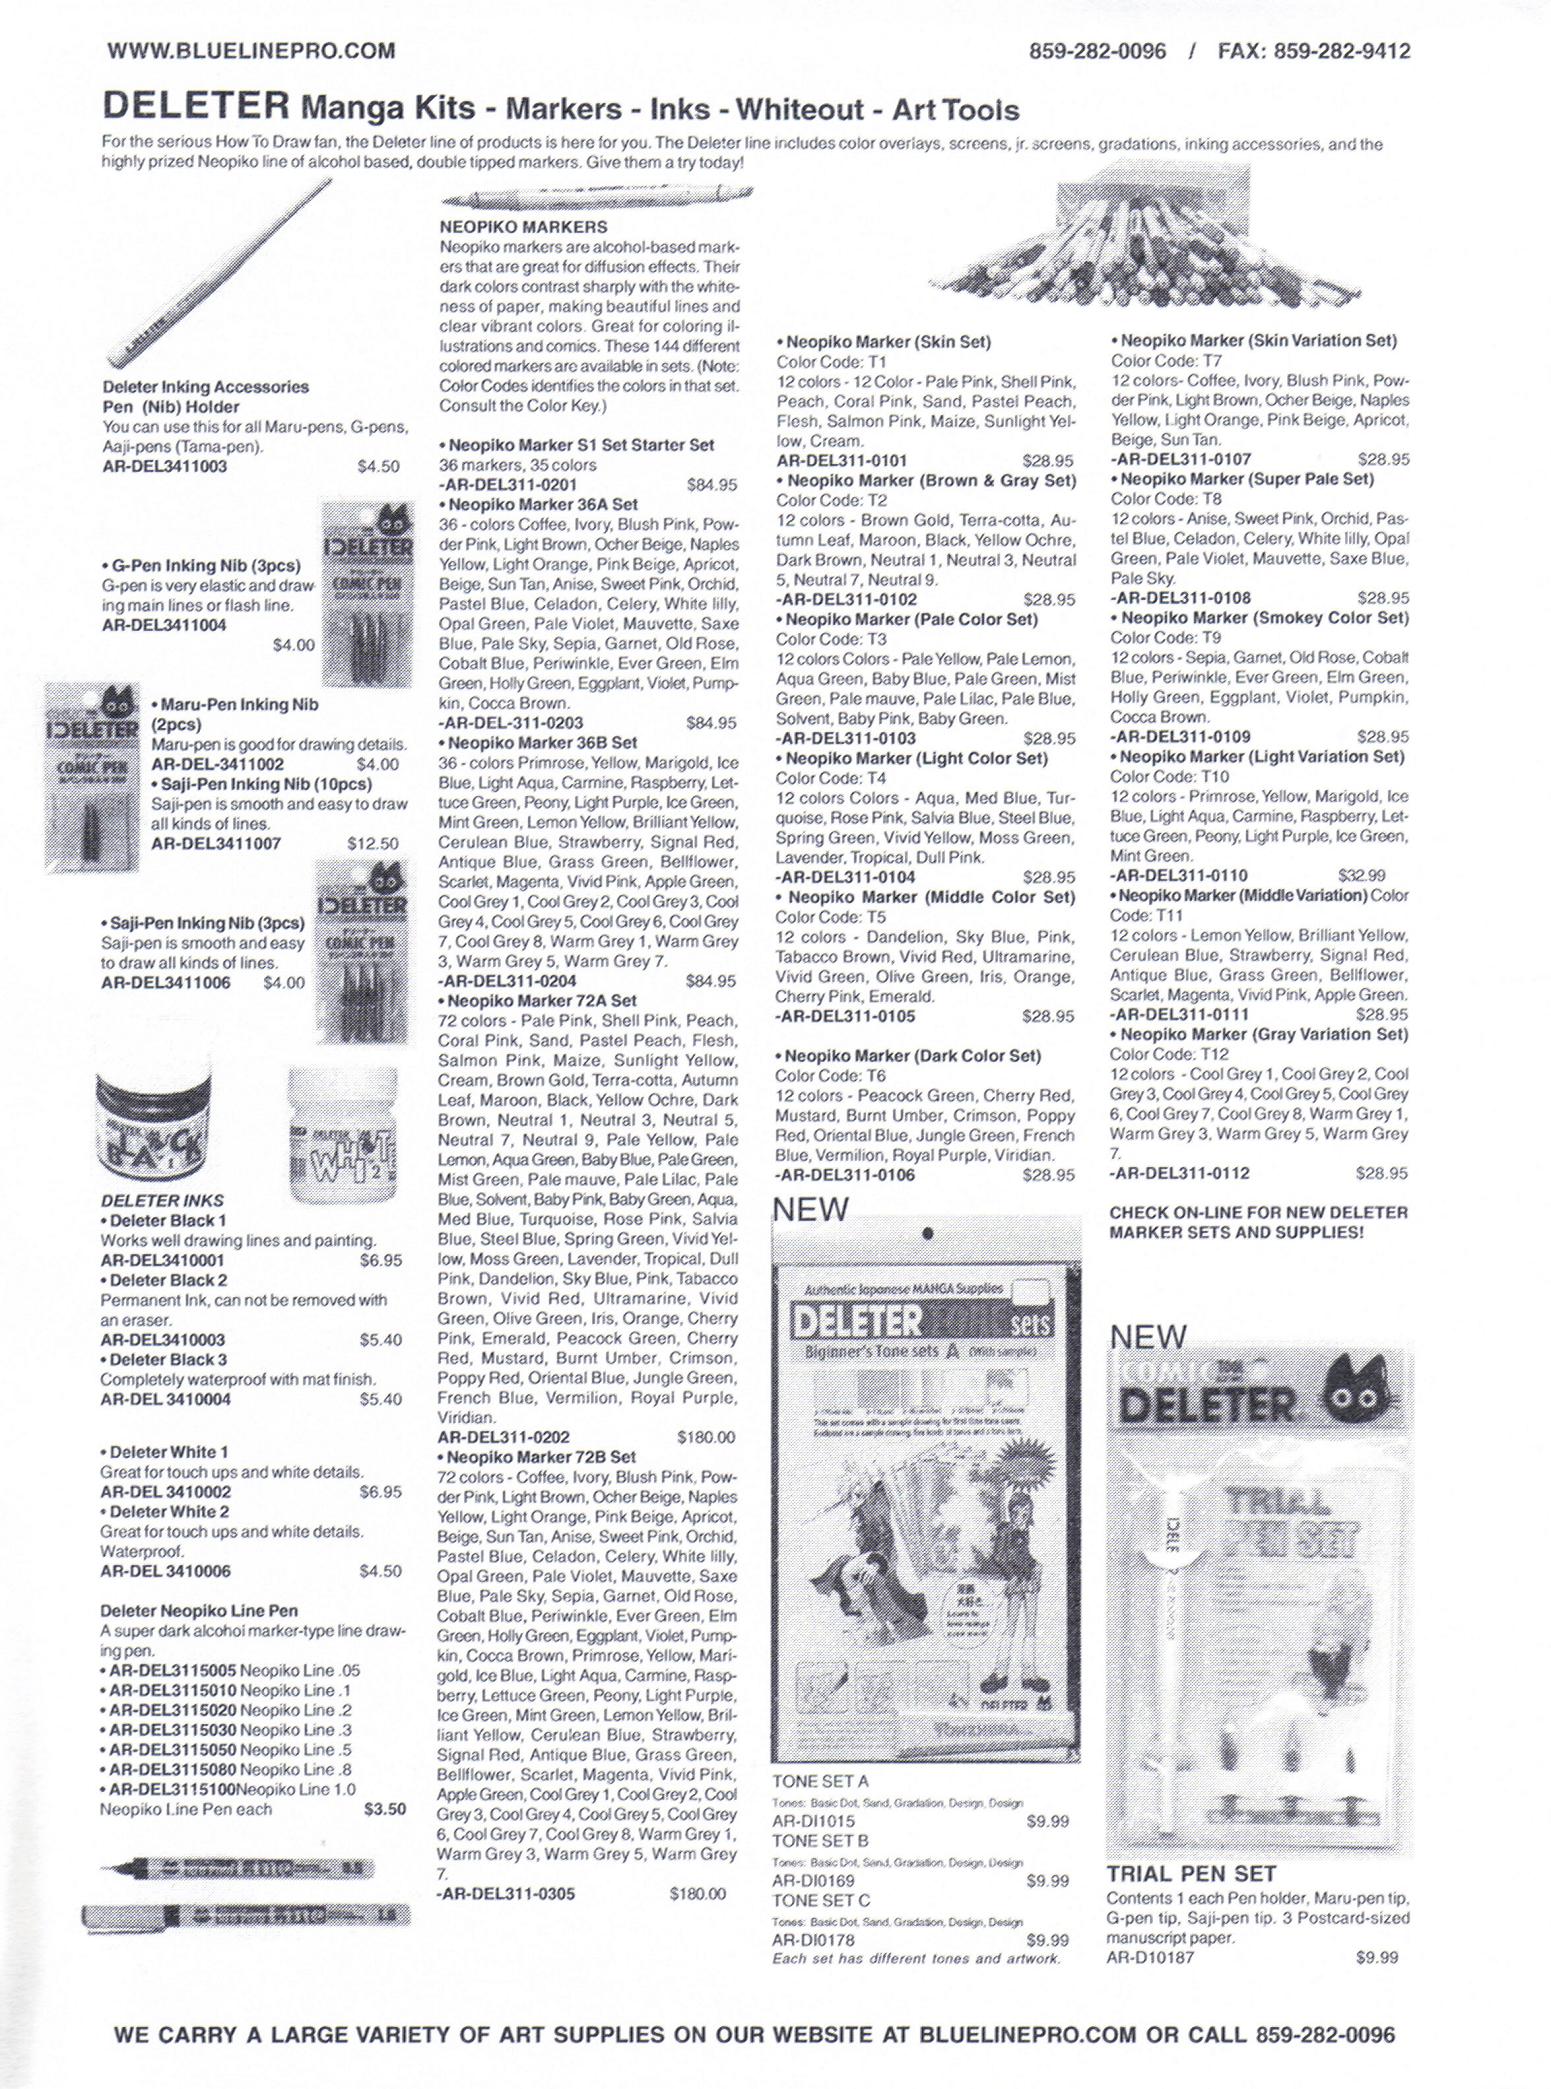 WWW.BLUELINEPRO.COM
859-282-0096 / FAX: 859-282-9412
DELETER Manga Kits - Markers - Inks - Whiteout - Art Tools
For the serious How To Draw fan, the Deleter line of products is here for you. The Deleter line includes color overlays, screens, jr. screens, gradations, inking accessories, and the
highly prized Neopiko line of alcohol based, double tipped markers. Give them a try today!
Deleter Inking Accessories
Pen (Nib) Holder
You can use this for all Maru-pens, G-pens,
Aaji-pens (Tama-pen).
AR-DEL3411003 $4.50
DELETER
COMIC PEN
• G-Pen Inking Nib (3pcs)
G-pen is very elastic and draw-
ing main lines or flash line.
AR-DEL3411004
$4.00
DELETER
COMIC PEN
• Maru-Pen Inking Nib
(2pcs)
Maru-pen is good for drawing details.
AR-DEL-3411002 $4.00
• Saji-Pen Inking Nib (10pcs)
Saji-pen is smooth and easy to draw
all kinds of lines.
AR-DEL3411007 $12.50
DELETER
COMIC PEN
• Saji-Pen Inking Nib (3pcs)
Saji-pen is smooth and easy
to draw all kinds of lines.
AR-DEL3411006 $4.00
DELETER
BLACK
1
DELETER
WHITE
2
DELETER INKS
• Deleter Black 1
Works well drawing lines and painting.
AR-DEL3410001 $6.95
• Deleter Black 2
Permanent Ink, can not be removed with
an eraser.
AR-DEL3410003 $5.40
• Deleter Black 3
Completely waterproof with mat finish.
AR-DEL 3410004 $5.40
• Deleter White 1
Great for touch ups and white details.
AR-DEL 3410002 $6.95
• Deleter White 2
Great for touch ups and white details.
Waterproof.
AR-DEL 3410006 $4.50
Deleter Neopiko Line Pen
A super dark alcohol marker-type line draw-
ing pen.
• AR-DEL3115005 Neopiko Line .05
• AR-DEL3115010 Neopiko Line .1
• AR-DEL3115020 Neopiko Line .2
• AR-DEL3115030 Neopiko Line .3
• AR-DEL3115050 Neopiko Line .5
• AR-DEL3115080 Neopiko Line .8
• AR-DEL3115100Neopiko Line 1.0
Neopiko Line Pen each $3.50
NEOPIKO MARKERS
Neopiko markers are alcohol-based mark-
ers that are great for diffusion effects. Their
dark colors contrast sharply with the white-
ness of paper, making beautiful lines and
clear vibrant colors. Great for coloring il-
lustrations and comics. These 144 different
colored markers are available in sets. (Note:
Color Codes identifies the colors in that set.
Consult the Color Key.)
• Neopiko Marker S1 Set Starter Set
36 markers, 35 colors
-AR-DEL311-0201 $84.95
• Neopiko Marker 36A Set
36 - colors Coffee, Ivory, Blush Pink, Pow-
der Pink, Light Brown, Ocher Beige, Naples
Yellow, Light Orange, Pink Beige, Apricot,
Beige, Sun Tan, Anise, Sweet Pink, Orchid,
Pastel Blue, Celadon, Celery, White lilly,
Opal Green, Pale Violet, Mauvette, Saxe
Blue, Pale Sky, Sepia, Garnet, Old Rose,
Cobalt Blue, Periwinkle, Ever Green, Elm
Green, Holly Green, Eggplant, Violet, Pump-
kin, Cocca Brown.
-AR-DEL-311-0203 $84.95
• Neopiko Marker 36B Set
36 - colors Primrose, Yellow, Marigold, Ice
Blue, Light Aqua, Carmine, Raspberry, Let-
tuce Green, Peony, Light Purple, Ice Green,
Mint Green, Lemon Yellow, Brilliant Yellow,
Cerulean Blue, Strawberry, Signal Red,
Antique Blue, Grass Green, Bellflower,
Scarlet, Magenta, Vivid Pink, Apple Green,
Cool Grey 1, Cool Grey 2, Cool Grey 3, Cool
Grey 4, Cool Grey 5, Cool Grey 6, Cool Grey
7, Cool Grey 8, Warm Grey 1, Warm Grey
3, Warm Grey 5, Warm Grey 7.
-AR-DEL311-0204 $84.95
• Neopiko Marker 72A Set
72 colors - Pale Pink, Shell Pink, Peach,
Coral Pink, Sand, Pastel Peach, Flesh,
Salmon Pink, Maize, Sunlight Yellow,
Cream, Brown Gold, Terra-cotta, Autumn
Leaf, Maroon, Black, Yellow Ochre, Dark
Brown, Neutral 1, Neutral 3, Neutral 5,
Neutral 7, Neutral 9, Pale Yellow, Pale
Lemon, Aqua Green, Baby Blue, Pale Green,
Mist Green, Pale mauve, Pale Lilac, Pale
Blue, Solvent, Baby Pink, Baby Green, Aqua,
Med Blue, Turquoise, Rose Pink, Salvia
Blue, Steel Blue, Spring Green, Vivid Yel-
low, Moss Green, Lavender, Tropical, Dull
Pink, Dandelion, Sky Blue, Pink, Tabacco
Brown, Vivid Red, Ultramarine, Vivid
Green, Olive Green, Iris, Orange, Cherry
Pink, Emerald, Peacock Green, Cherry
Red, Mustard, Burnt Umber, Crimson,
Poppy Red, Oriental Blue, Jungle Green,
French Blue, Vermilion, Royal Purple,
Viridian.
AR-DEL311-0202 $180.00
• Neopiko Marker 72B Set
72 colors - Coffee, Ivory, Blush Pink, Pow-
der Pink, Light Brown, Ocher Beige, Naples
Yellow, Light Orange, Pink Beige, Apricot,
Beige, Sun Tan, Anise, Sweet Pink, Orchid,
Pastel Blue, Celadon, Celery, White lilly,
Opal Green, Pale Violet, Mauvette, Saxe
Blue, Pale Sky, Sepia, Garnet, Old Rose,
Cobalt Blue, Periwinkle, Ever Green, Elm
Green, Holly Green, Eggplant, Violet, Pump-
kin, Cocca Brown, Primrose, Yellow, Mari-
gold, Ice Blue, Light Aqua, Carmine, Rasp-
berry, Lettuce Green, Peony, Light Purple,
Ice Green, Mint Green, Lemon Yellow, Bril-
liant Yellow, Cerulean Blue, Strawberry,
Signal Red, Antique Blue, Grass Green,
Bellflower, Scarlet, Magenta, Vivid Pink,
Apple Green, Cool Grey 1, Cool Grey 2, Cool
Grey 3, Cool Grey 4, Cool Grey 5, Cool Grey
6, Cool Grey 7, Cool Grey 8, Warm Grey 1,
Warm Grey 3, Warm Grey 5, Warm Grey
7.
-AR-DEL311-0305 $180.00
• Neopiko Marker (Skin Set)
Color Code: T1
12 colors - 12 Color - Pale Pink, Shell Pink,
Peach, Coral Pink, Sand, Pastel Peach,
Flesh, Salmon Pink, Maize, Sunlight Yel-
low, Cream.
AR-DEL311-0101 $28.95
• Neopiko Marker (Brown & Gray Set)
Color Code: T2
12 colors - Brown Gold, Terra-cotta, Au-
tumn Leaf, Maroon, Black, Yellow Ochre,
Dark Brown, Neutral 1, Neutral 3, Neutral
5, Neutral 7, Neutral 9.
-AR-DEL311-0102 $28.95
• Neopiko Marker (Pale Color Set)
Color Code: T3
12 colors Colors - Pale Yellow, Pale Lemon,
Aqua Green, Baby Blue, Pale Green, Mist
Green, Pale mauve, Pale Lilac, Pale Blue,
Solvent, Baby Pink, Baby Green.
-AR-DEL311-0103 $28.95
• Neopiko Marker (Light Color Set)
Color Code: T4
12 colors Colors - Aqua, Med Blue, Tur-
quoise, Rose Pink, Salvia Blue, Steel Blue,
Spring Green, Vivid Yellow, Moss Green,
Lavender, Tropical, Dull Pink.
-AR-DEL311-0104 $28.95
• Neopiko Marker (Middle Color Set)
Color Code: T5
12 colors - Dandelion, Sky Blue, Pink,
Tabacco Brown, Vivid Red, Ultramarine,
Vivid Green, Olive Green, Iris, Orange,
Cherry Pink, Emerald.
-AR-DEL311-0105 $28.95
• Neopiko Marker (Dark Color Set)
Color Code: T6
12 colors - Peacock Green, Cherry Red,
Mustard, Burnt Umber, Crimson, Poppy
Red, Oriental Blue, Jungle Green, French
Blue, Vermilion, Royal Purple, Viridian.
-AR-DEL311-0106 $28.95
NEW
Authentic Japanese MANGA Supplies
DELETER
sets
Biginner's Tone sets A (With sample)
This set comes with a sample drawing for first time tone users.
DELETER
TONE SET A
Tones: Basic Dot, Sand, Gradation, Design, Design
AR-DI1015 $9.99
TONE SET B
Tones: Basic Dot, Sand, Gradation, Design, Design
AR-DI0169 $9.99
TONE SET C
Tones: Basic Dot, Sand, Gradation, Design, Design
AR-DI0178 $9.99
Each set has different tones and artwork.
• Neopiko Marker (Skin Variation Set)
Color Code: T7
12 colors- Coffee, Ivory, Blush Pink, Pow-
der Pink, Light Brown, Ocher Beige, Naples
Yellow, Light Orange, Pink Beige, Apricot,
Beige, Sun Tan.
-AR-DEL311-0107 $28.95
• Neopiko Marker (Super Pale Set)
Color Code: T8
12 colors - Anise, Sweet Pink, Orchid, Pas-
tel Blue, Celadon, Celery, White lilly, Opal
Green, Pale Violet, Mauvette, Saxe Blue,
Pale Sky.
-AR-DEL311-0108 $28.95
• Neopiko Marker (Smokey Color Set)
Color Code: T9
12 colors - Sepia, Garnet, Old Rose, Cobalt
Blue, Periwinkle, Ever Green, Elm Green,
Holly Green, Eggplant, Violet, Pumpkin,
Cocca Brown.
-AR-DEL311-0109 $28.95
• Neopiko Marker (Light Variation Set)
Color Code: T10
12 colors - Primrose, Yellow, Marigold, Ice
Blue, Light Aqua, Carmine, Raspberry, Let-
tuce Green, Peony, Light Purple, Ice Green,
Mint Green.
-AR-DEL311-0110 $32.99
• Neopiko Marker (Middle Variation) Color
Code: T11
12 colors - Lemon Yellow, Brilliant Yellow,
Cerulean Blue, Strawberry, Signal Red,
Antique Blue, Grass Green, Bellflower,
Scarlet, Magenta, Vivid Pink, Apple Green.
-AR-DEL311-0111 $28.95
• Neopiko Marker (Gray Variation Set)
Color Code: T12
12 colors - Cool Grey 1, Cool Grey 2, Cool
Grey 3, Cool Grey 4, Cool Grey 5, Cool Grey
6, Cool Grey 7, Cool Grey 8, Warm Grey 1,
Warm Grey 3, Warm Grey 5, Warm Grey
7.
-AR-DEL311-0112 $28.95
CHECK ON-LINE FOR NEW DELETER
MARKER SETS AND SUPPLIES!
NEW
COMIC
DELETER
TRIAL
PEN SET
TRIAL PEN SET
Contents 1 each Pen holder, Maru-pen tip,
G-pen tip, Saji-pen tip. 3 Postcard-sized
manuscript paper.
AR-D10187 $9.99
WE CARRY A LARGE VARIETY OF ART SUPPLIES ON OUR WEBSITE AT BLUELINEPRO.COM OR CALL 859-282-0096